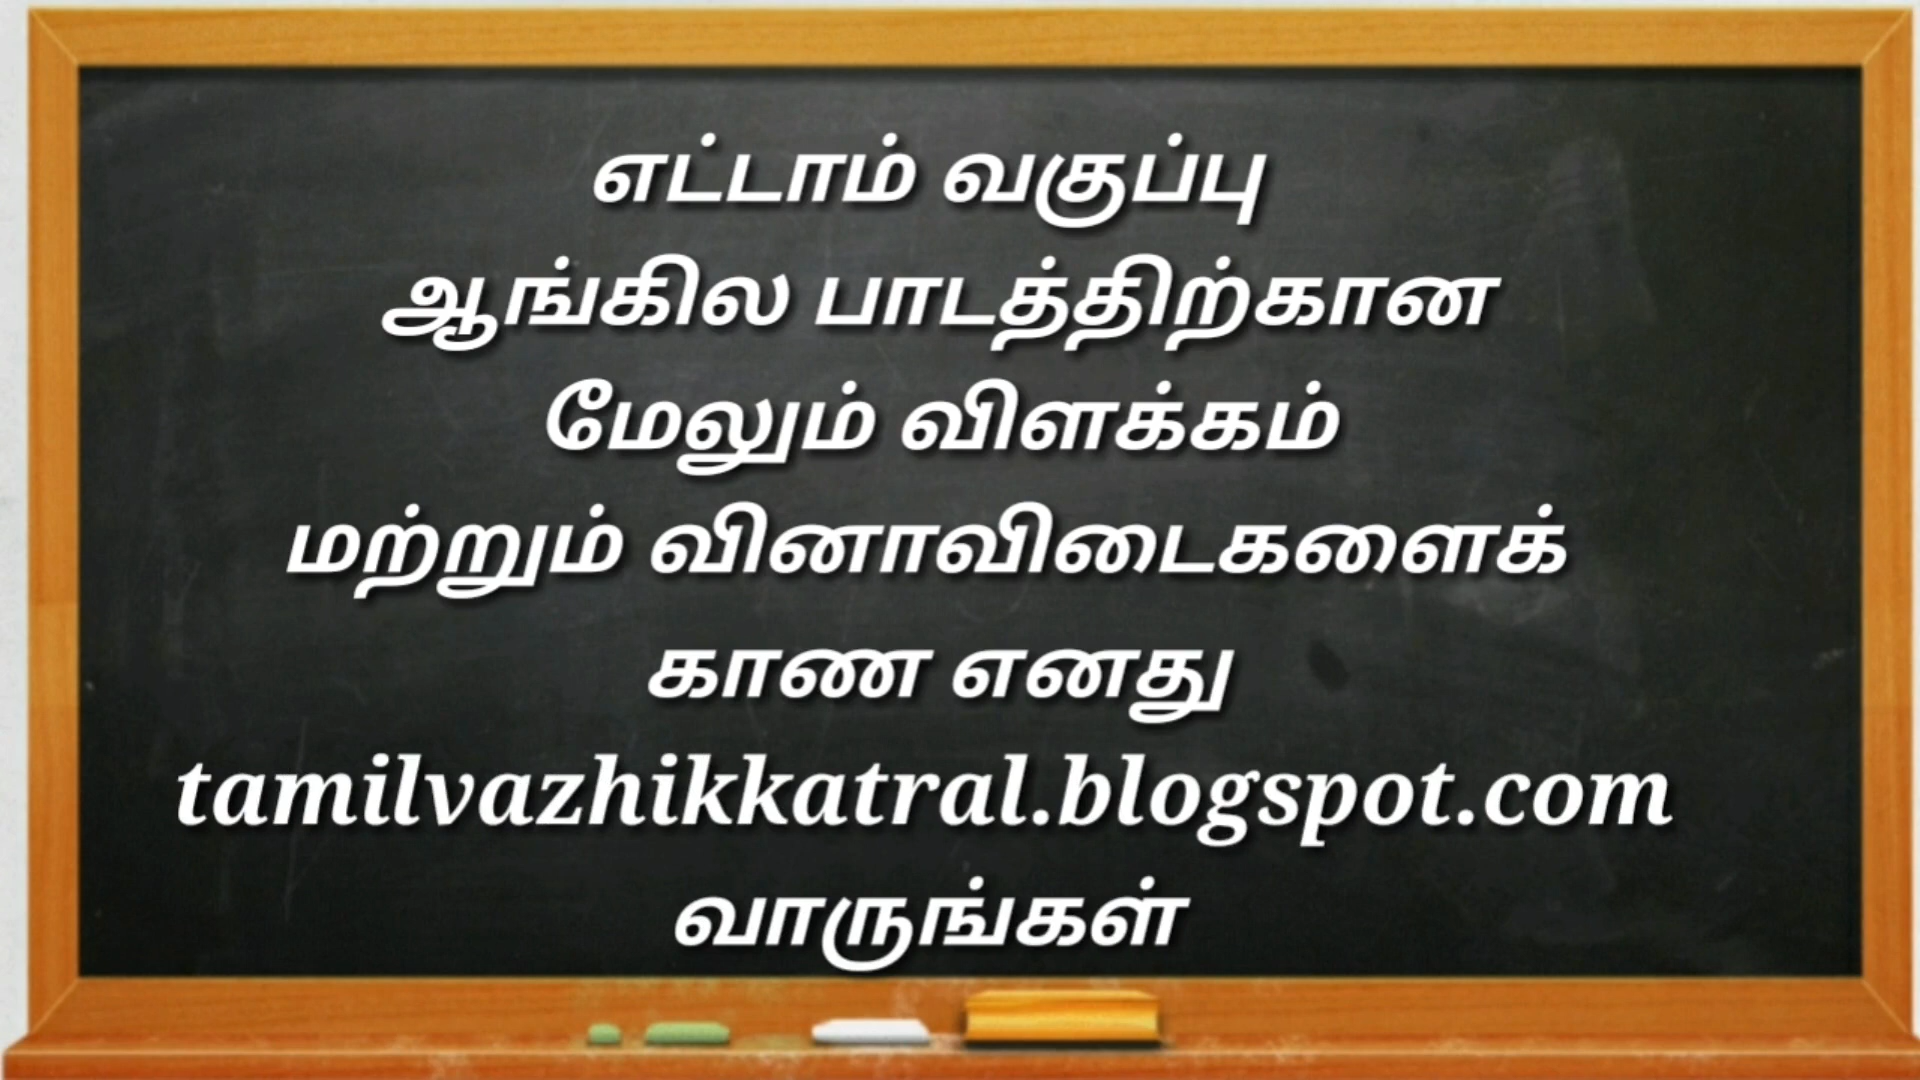 எட்டாம் வகுப்பு
ஆங்கில பாடத்திற்கான
மேலும் விளக்கம்
மற்றும் வினாவிடைகளைக்
காண எனது
tamilvazhikkatral.blogspot.com
வாருங்கள்